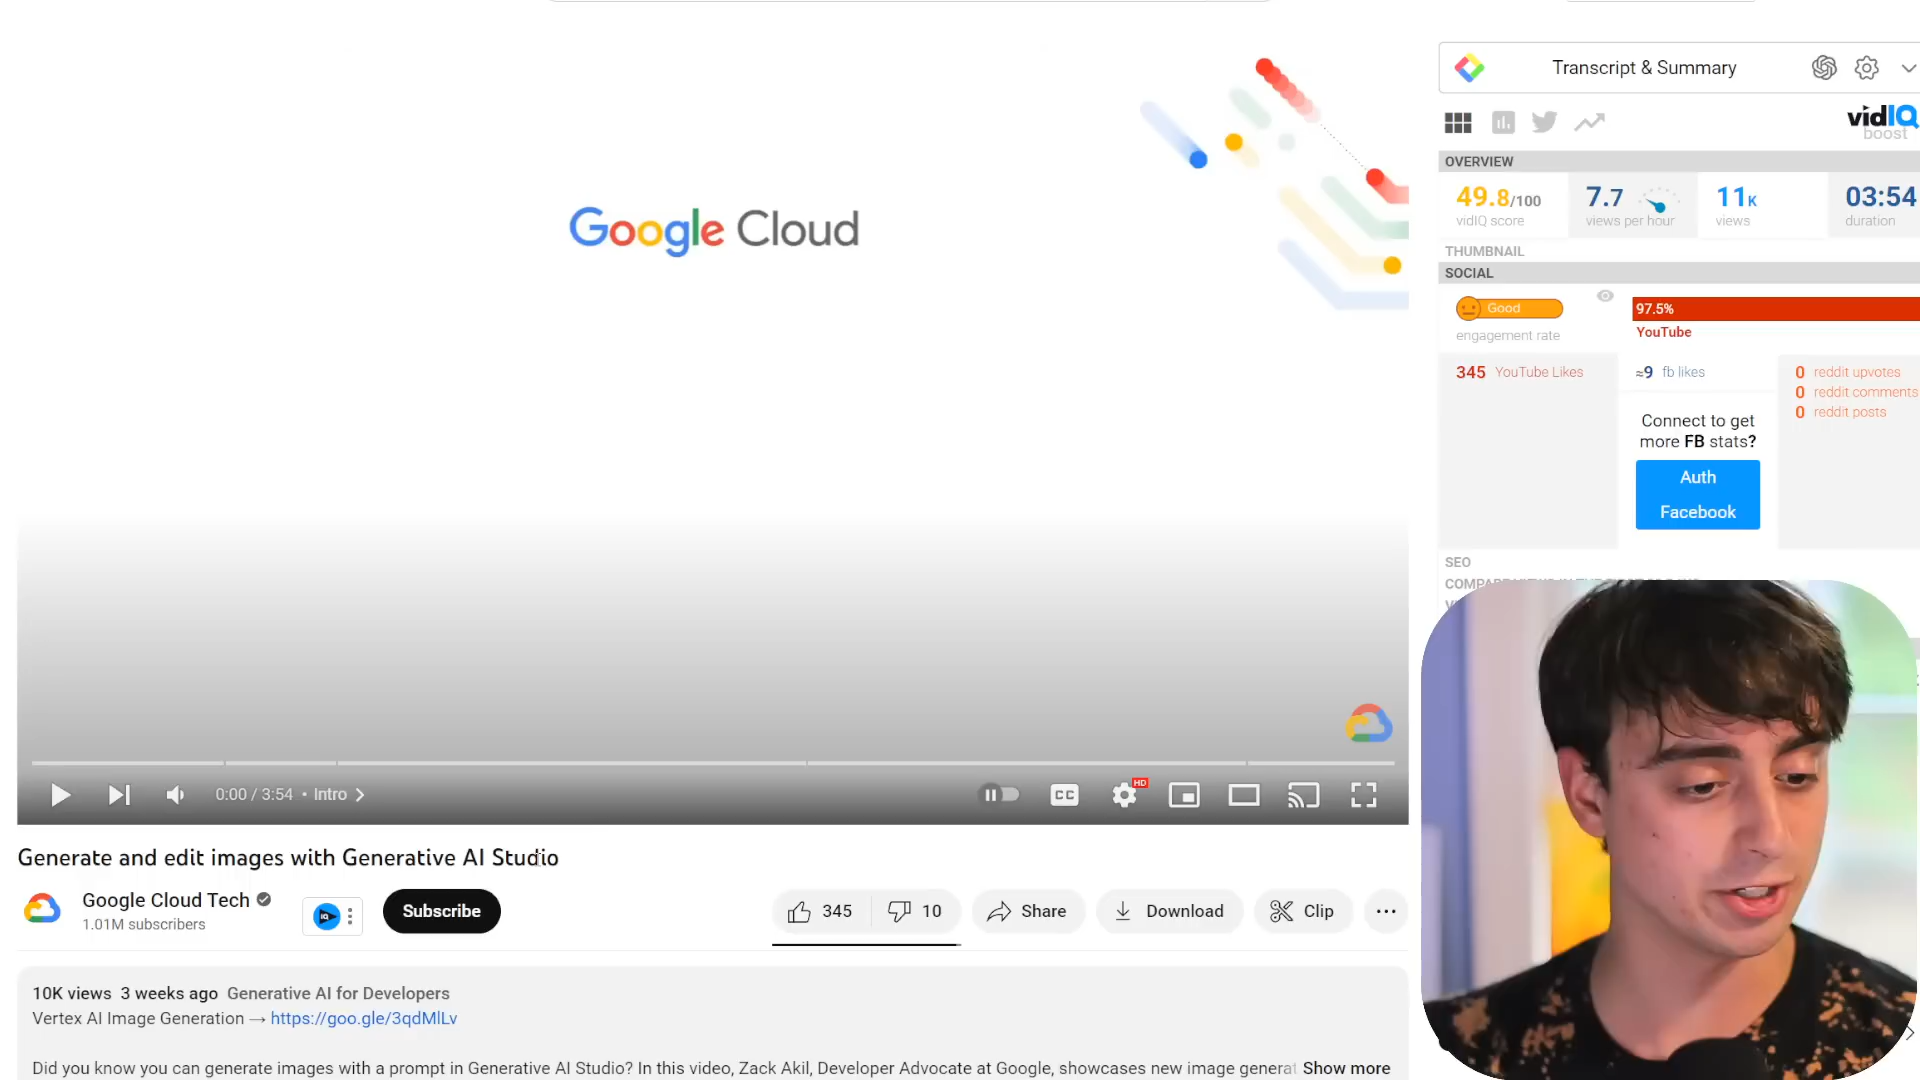 Google Cloud
0:00 / 3:54 • Intro
CC
HD
Generate and edit images with Generative AI Studio
Google Cloud Tech
1.01M subscribers
IQ
Subscribe
345
10
Share
Download
Clip
10K views 3 weeks ago Generative AI for Developers
Vertex AI Image Generation → https://goo.gle/3qdMlLv
Did you know you can generate images with a prompt in Generative AI Studio? In this video, Zack Akil, Developer Advocate at Google, showcases new image generat Show more
Transcript & Summary
vidIQ
boost
OVERVIEW
49.8/100
vidIQ score
7.7
views per hour
11K
views
03:54
duration
THUMBNAIL
SOCIAL
Good
engagement rate
97.5%
YouTube
345 YouTube Likes
≈9 fb likes
Connect to get
more FB stats?
Auth
Facebook
0 reddit upvotes
0 reddit comments
0 reddit posts
SEO